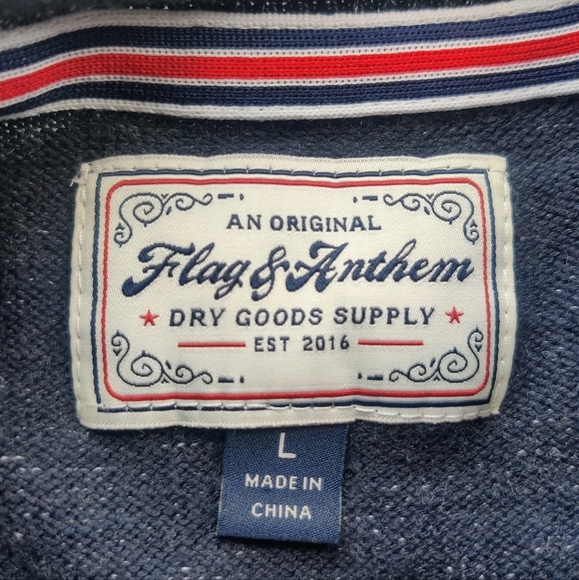 AN ORIGINAL
Flag & Anthem
DRY GOODS SUPPLY
EST 2016
L
MADE IN
CHINA